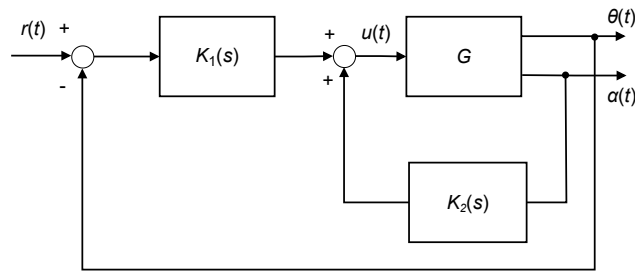 r(t)
+
-
K₁(s)
+
+
u(t)
G
θ(t)
α(t)
K₂(s)